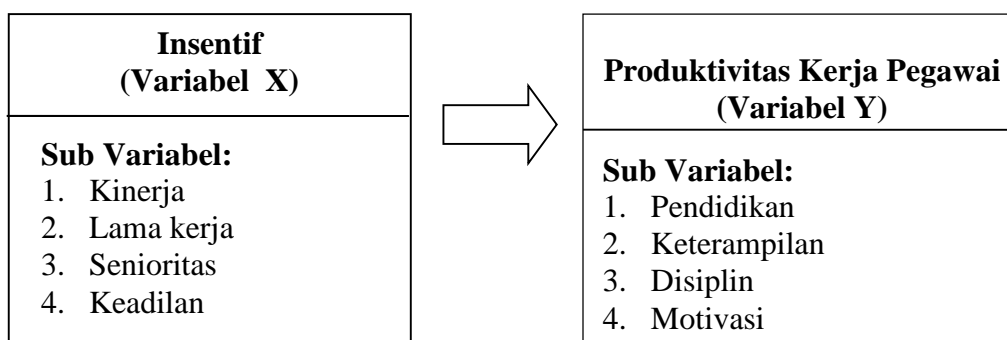 Insentif
(Variabel X)
Sub Variabel:
1. Kinerja
2. Lama kerja
3. Senioritas
4. Keadilan
Produktivitas Kerja Pegawai
(Variabel Y)
Sub Variabel:
1. Pendidikan
2. Keterampilan
3. Disiplin
4. Motivasi